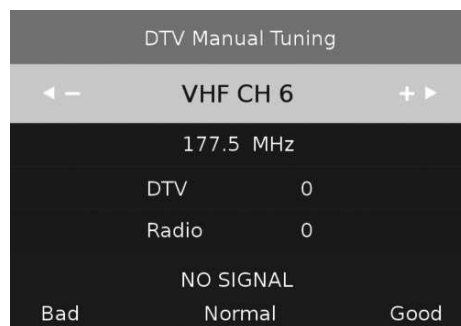 DTV Manual Tuning
VHF CH 6
177.5 MHz
DTV 0
Radio 0
NO SIGNAL
Bad Normal Good